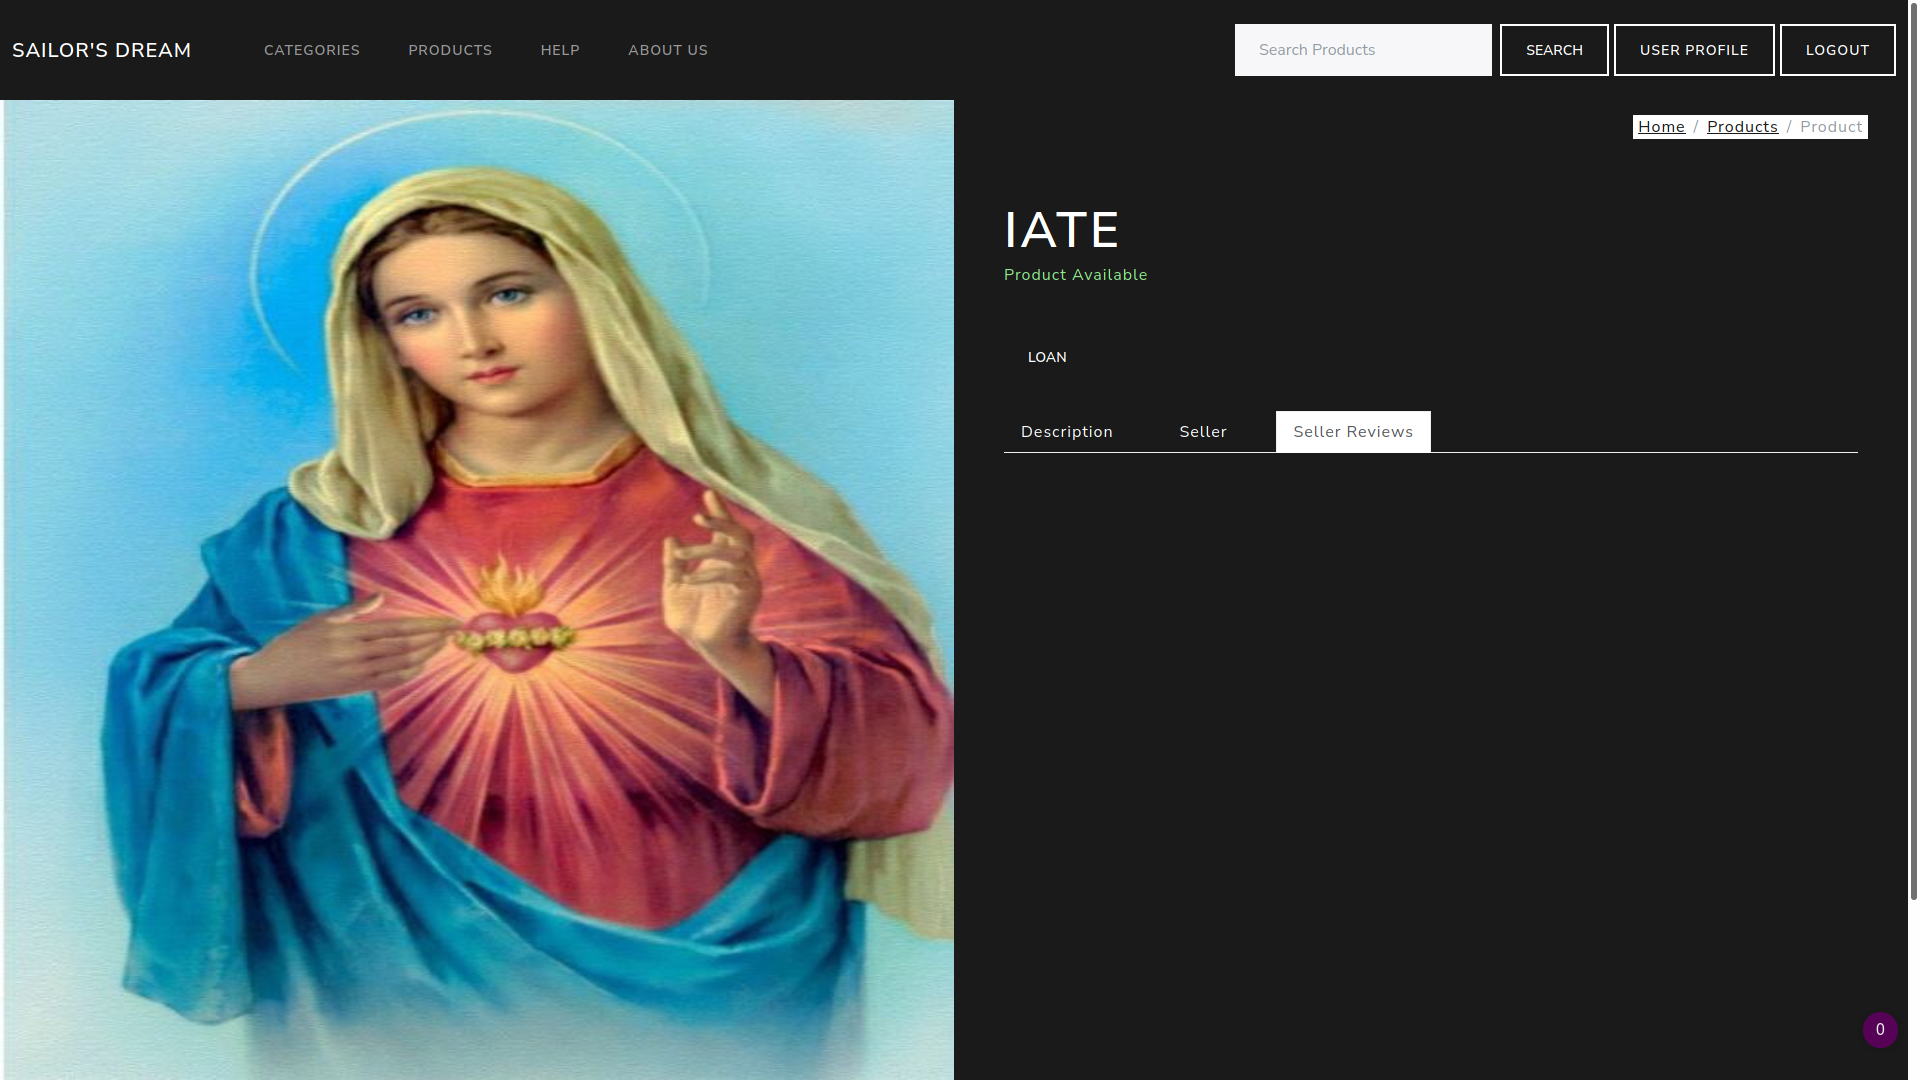 SAILOR'S DREAM CATEGORIES PRODUCTS HELP ABOUT US Search Products SEARCH USER PROFILE LOGOUT
Home / Products / Product
IATE
Product Available
LOAN
Description Seller Seller Reviews
0